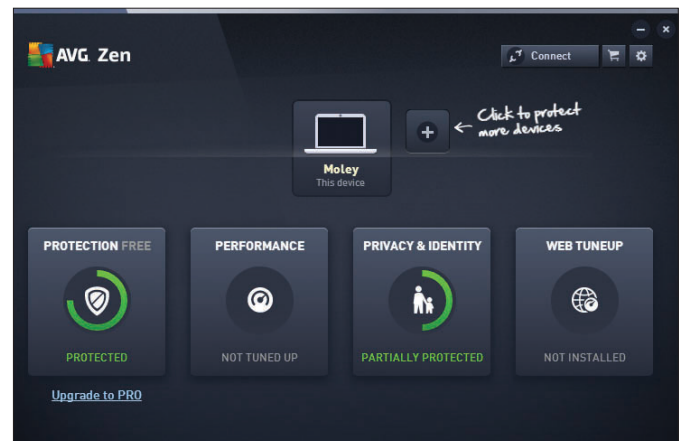 AVG Zen
Connect
Click to protect
more devices
Moley
This device
PROTECTION FREE
PERFORMANCE
PRIVACY & IDENTITY
WEB TUNEUP
PROTECTED
NOT TUNED UP
PARTIALLY PROTECTED
NOT INSTALLED
Upgrade to PRO